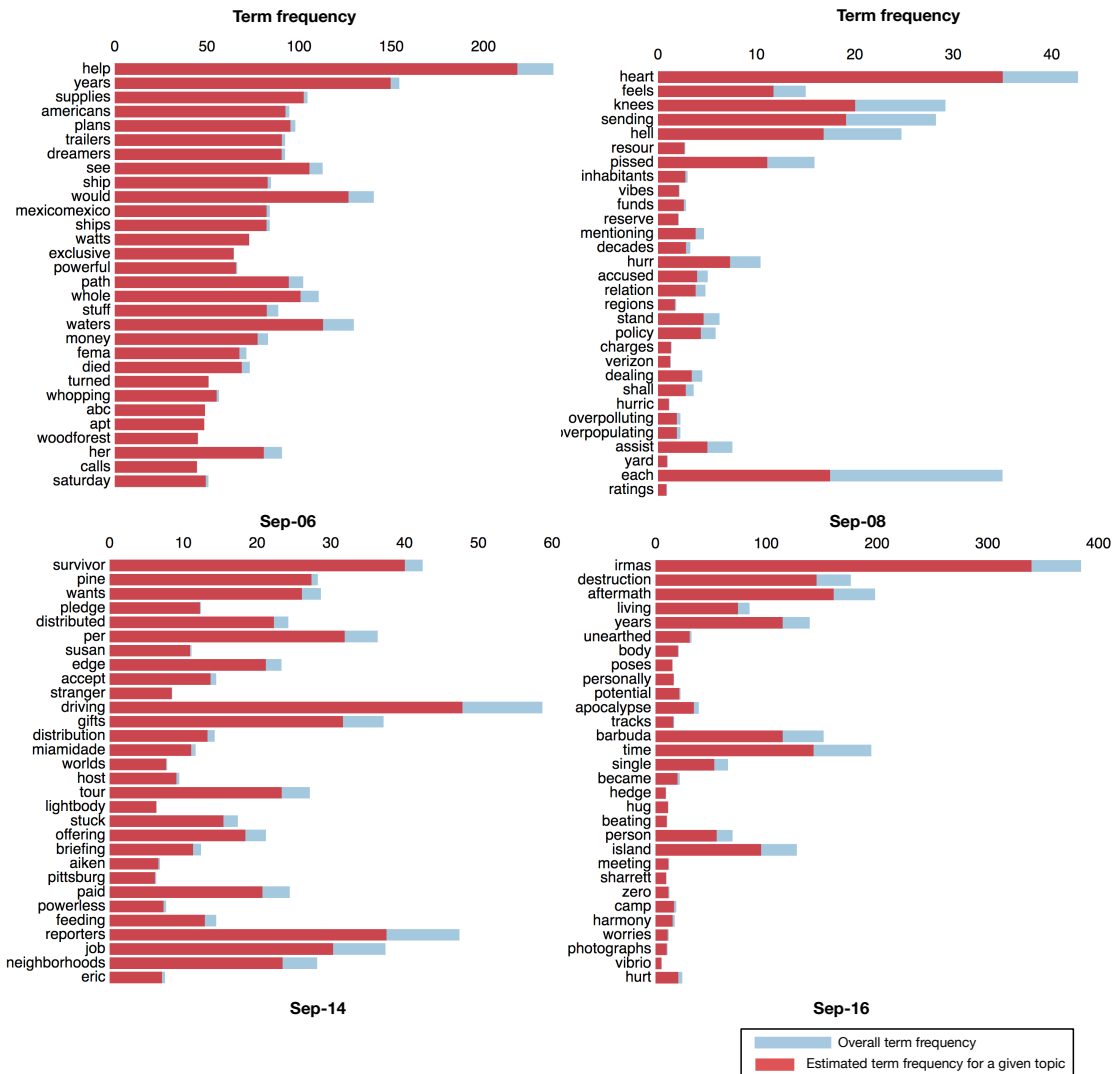 Term frequency
0 50 100 150 200
help
years
supplies
americans
plans
trailers
dreamers
see
ship
would
mexicomexico
ships
watts
exclusive
powerful
path
whole
stuff
waters
money
fema
died
turned
whopping
abc
apt
woodforest
her
calls
saturday
Sep-06
Term frequency
0 10 20 30 40
heart
feels
knees
sending
hell
resour
pissed
inhabitants
vibes
funds
reserve
mentioning
decades
hurr
accused
relation
regions
stand
policy
charges
verizon
dealing
shall
hurric
overpolluting
overpopulating
assist
yard
each
ratings
Sep-08
0 10 20 30 40 50 60
survivor
pine
wants
pledge
distributed
per
susan
edge
accept
stranger
driving
gifts
distribution
miamidade
worlds
host
tour
lightbody
stuck
offering
briefing
aiken
pittsburg
paid
powerless
feeding
reporters
job
neighborhoods
eric
Sep-14
0 100 200 300 400
irmas
destruction
aftermath
living
years
unearthed
body
poses
personally
potential
apocalypse
tracks
barbuda
time
single
became
hedge
hug
beating
person
island
meeting
sharrett
zero
camp
harmony
worries
photographs
vibrio
hurt
Sep-16
Overall term frequency
Estimated term frequency for a given topic